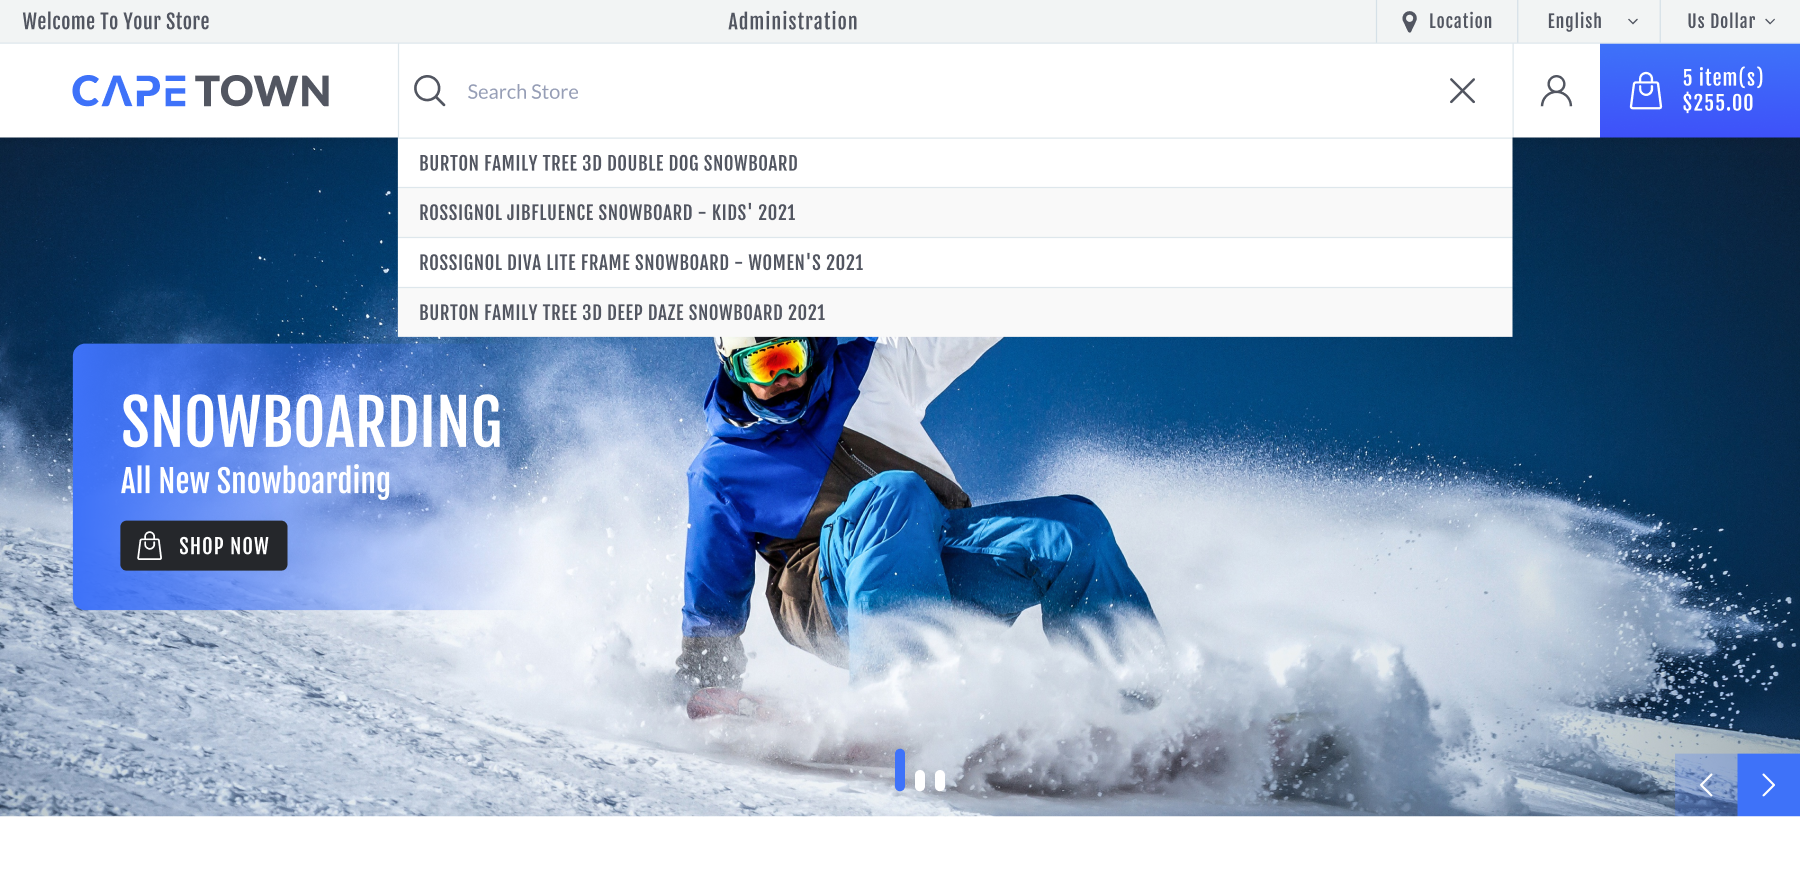 Welcome To Your Store
Administration
Location
English
Us Dollar
CAPE TOWN
Search Store
5 item(s)
$255.00
BURTON FAMILY TREE 3D DOUBLE DOG SNOWBOARD
ROSSIGNOL JIBFLUENCE SNOWBOARD - KIDS' 2021
ROSSIGNOL DIVA LITE FRAME SNOWBOARD - WOMEN'S 2021
BURTON FAMILY TREE 3D DEEP DAZE SNOWBOARD 2021
SNOWBOARDING
All New Snowboarding
SHOP NOW